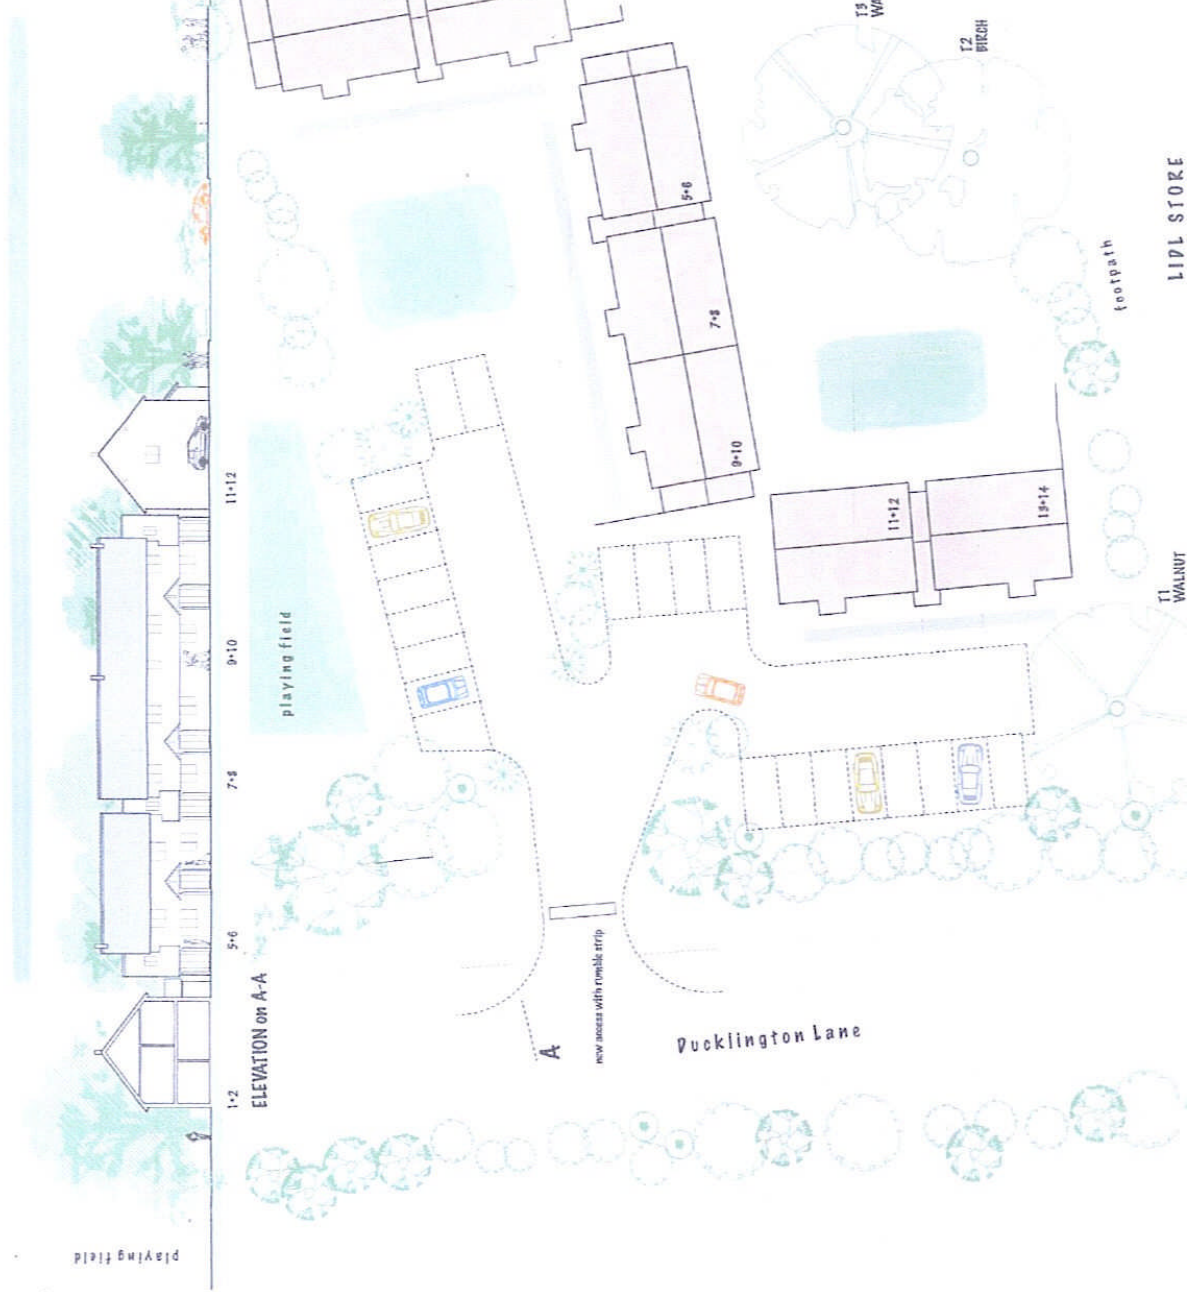 playing field
1+2
5+6
7+8
9+10
11+12
ELEVATION on A-A
playing field
A
new access with rumble strip
Ducklington Lane
5+6
7+8
9+10
11+12
13+14
T1
WALNUT
T2
BIRCH
T3
footpath
LIDL STORE